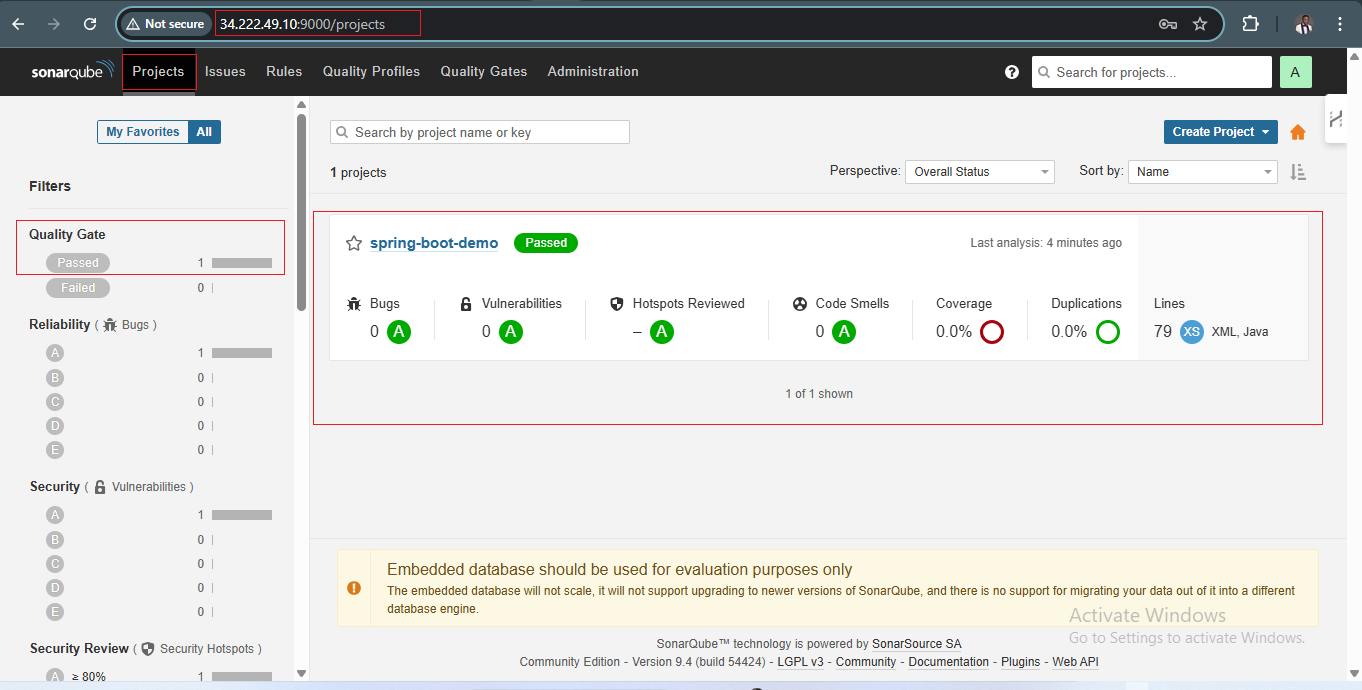 Not secure 34.222.49.10:9000/projects
sonarqube Projects Issues Rules Quality Profiles Quality Gates Administration Search for projects... A
My Favorites All
Search by project name or key
Create Project
1 projects
Perspective: Overall Status Sort by: Name
Filters
Quality Gate
Passed 1
Failed 0
Reliability ( Bugs )
A 1
B 0
C 0
D 0
E 0
Security ( Vulnerabilities )
A 1
B 0
C 0
D 0
E 0
Security Review ( Security Hotspots )
A ≥ 80% 1
spring-boot-demo Passed Last analysis: 4 minutes ago
Bugs Vulnerabilities Hotspots Reviewed Code Smells Coverage Duplications Lines
0 A 0 A – A 0 A 0.0% 0.0% 79 XS XML, Java
1 of 1 shown
Embedded database should be used for evaluation purposes only
The embedded database will not scale, it will not support upgrading to newer versions of SonarQube, and there is no support for migrating your data out of it into a different
database engine.
Activate Windows
Go to Settings to activate Windows.
SonarQube™ technology is powered by SonarSource SA
Community Edition - Version 9.4 (build 54424) - LGPL v3 - Community - Documentation - Plugins - Web API